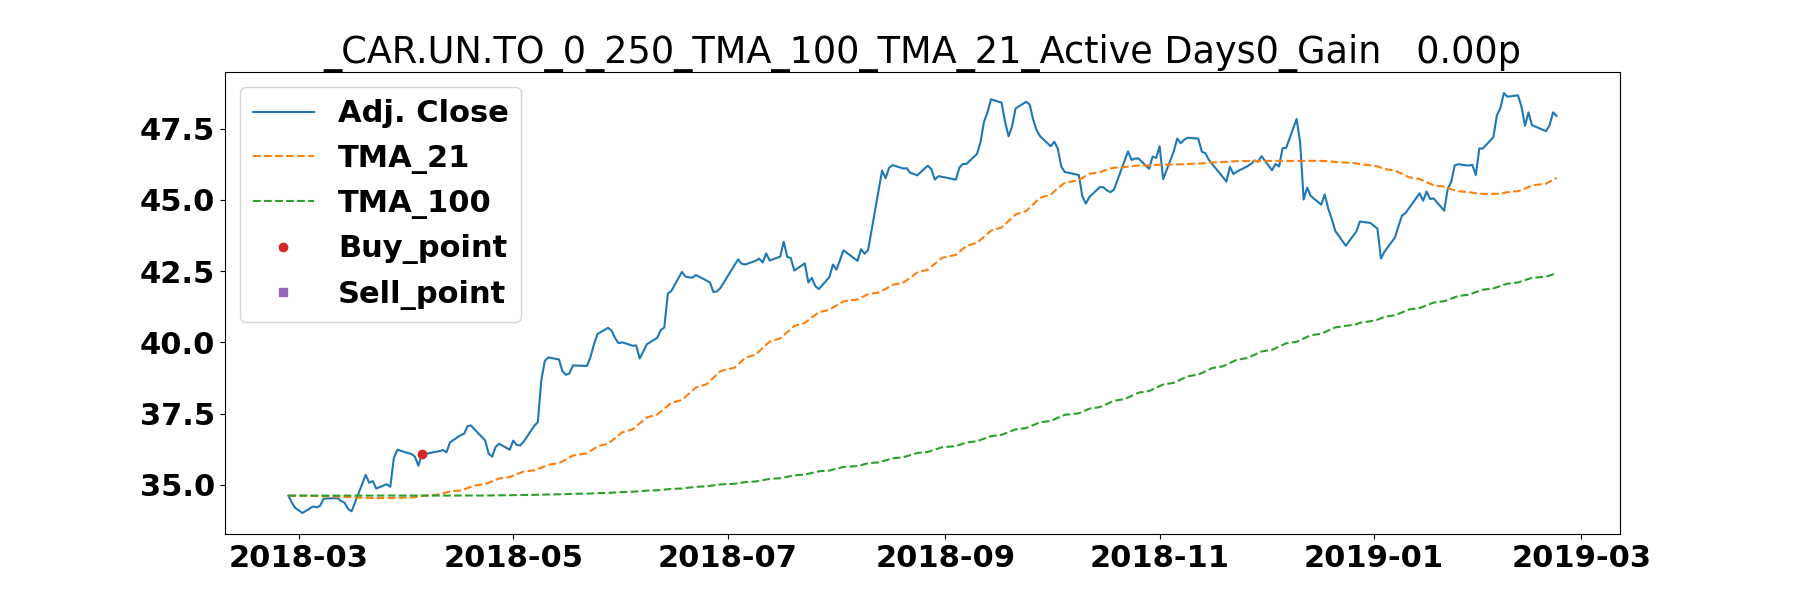 _CAR.UN.TO_0_250_TMA_100_TMA_21_Active Days0_Gain   0.00p
Adj. Close
TMA_21
TMA_100
Buy_point
Sell_point
47.5
45.0
42.5
40.0
37.5
35.0
2018-03 2018-05 2018-07 2018-09 2018-11 2019-01 2019-03